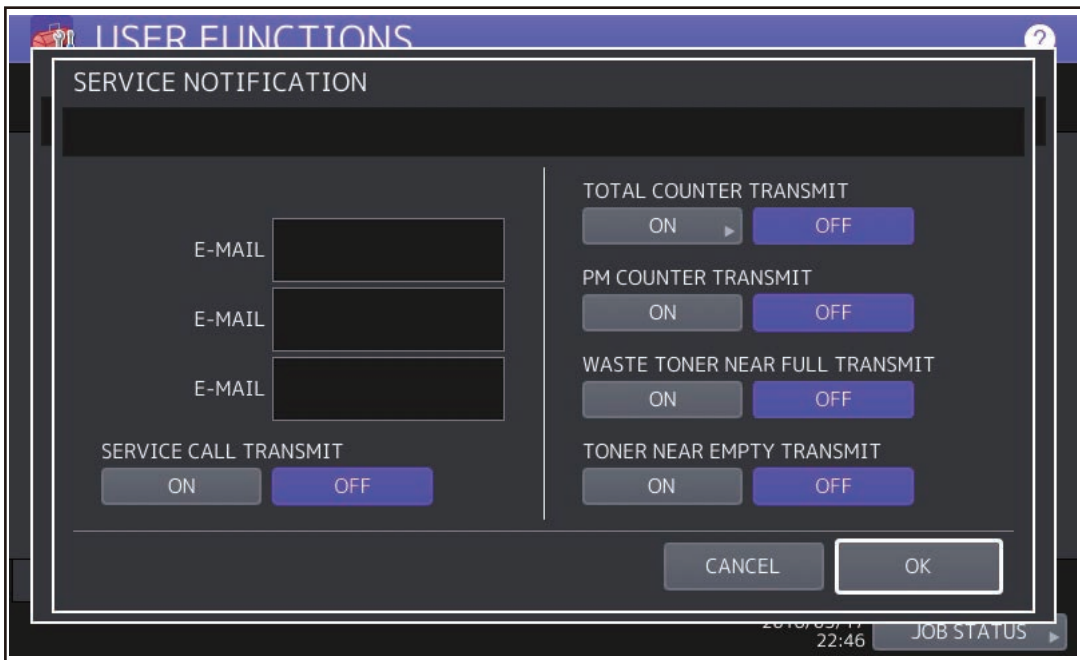 USER FUNCTIONS
?
SERVICE NOTIFICATION
E-MAIL
E-MAIL
E-MAIL
SERVICE CALL TRANSMIT
ON OFF
TOTAL COUNTER TRANSMIT
ON OFF
PM COUNTER TRANSMIT
ON OFF
WASTE TONER NEAR FULL TRANSMIT
ON OFF
TONER NEAR EMPTY TRANSMIT
ON OFF
CANCEL OK
22:46 JOB STATUS